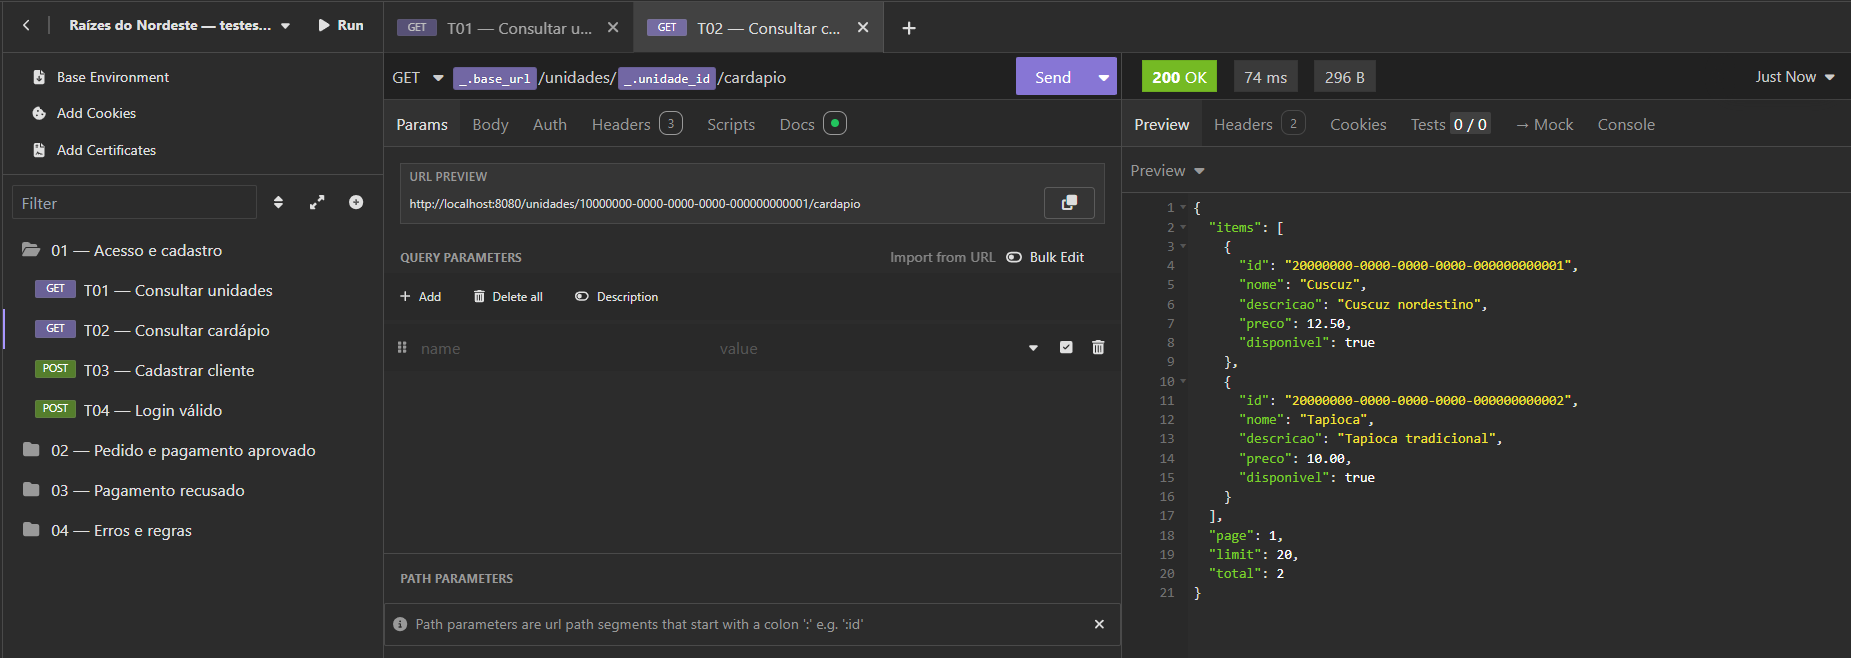 Raízes do Nordeste — testes...
Run
Base Environment
Add Cookies
Add Certificates
Filter
01 — Acesso e cadastro
GET T01 — Consultar unidades
GET T02 — Consultar cardápio
POST T03 — Cadastrar cliente
POST T04 — Login válido
02 — Pedido e pagamento aprovado
03 — Pagamento recusado
04 — Erros e regras
GET T01 — Consultar u...
GET T02 — Consultar c...
GET _.base_url/unidades/_.unidade_id/cardapio
Send
Params Body Auth Headers 3 Scripts Docs
URL PREVIEW
http://localhost:8080/unidades/10000000-0000-0000-0000-000000000001/cardapio
QUERY PARAMETERS Import from URL Bulk Edit
Add Delete all Description
name value
PATH PARAMETERS
Path parameters are url path segments that start with a colon ':' e.g. ':id'
200 OK 74 ms 296 B Just Now
Preview Headers 2 Cookies Tests 0 / 0 → Mock Console
Preview
1 {
2 "items": [
3 {
4 "id": "20000000-0000-0000-0000-000000000001",
5 "nome": "Cuscuz",
6 "descricao": "Cuscuz nordestino",
7 "preco": 12.50,
8 "disponivel": true
9 },
10 {
11 "id": "20000000-0000-0000-0000-000000000002",
12 "nome": "Tapioca",
13 "descricao": "Tapioca tradicional",
14 "preco": 10.00,
15 "disponivel": true
16 }
17 ],
18 "page": 1,
19 "limit": 20,
20 "total": 2
21 }